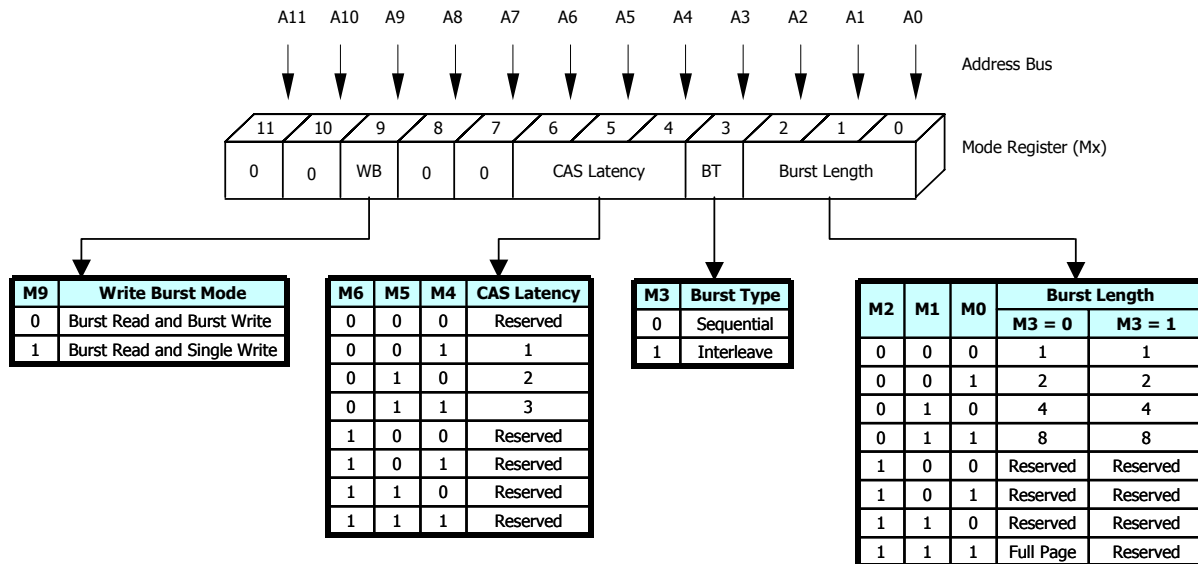 A11 A10 A9 A8 A7 A6 A5 A4 A3 A2 A1 A0
Address Bus
11 10 9 8 7 6 5 4 3 2 1 0
Mode Register (Mx)
0 0 WB 0 0 CAS Latency BT Burst Length
M9 Write Burst Mode
0 Burst Read and Burst Write
1 Burst Read and Single Write
M6 M5 M4 CAS Latency
0 0 0 Reserved
0 0 1 1
0 1 0 2
0 1 1 3
1 0 0 Reserved
1 0 1 Reserved
1 1 0 Reserved
1 1 1 Reserved
M3 Burst Type
0 Sequential
1 Interleave
M2 M1 M0 Burst Length
M3 = 0 M3 = 1
0 0 0 1 1
0 0 1 2 2
0 1 0 4 4
0 1 1 8 8
1 0 0 Reserved Reserved
1 0 1 Reserved Reserved
1 1 0 Reserved Reserved
1 1 1 Full Page Reserved